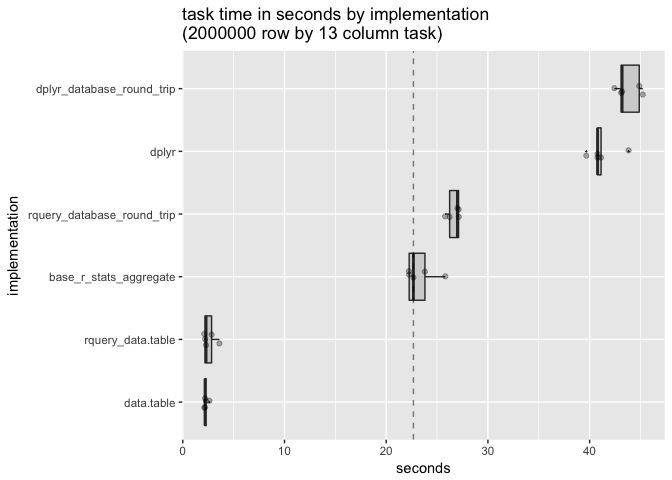 task time in seconds by implementation
(2000000 row by 13 column task)
dplyr_database_round_trip
dplyr
rquery_database_round_trip
base_r_stats_aggregate
rquery_data.table
data.table
implementation
0 10 20 30 40
seconds